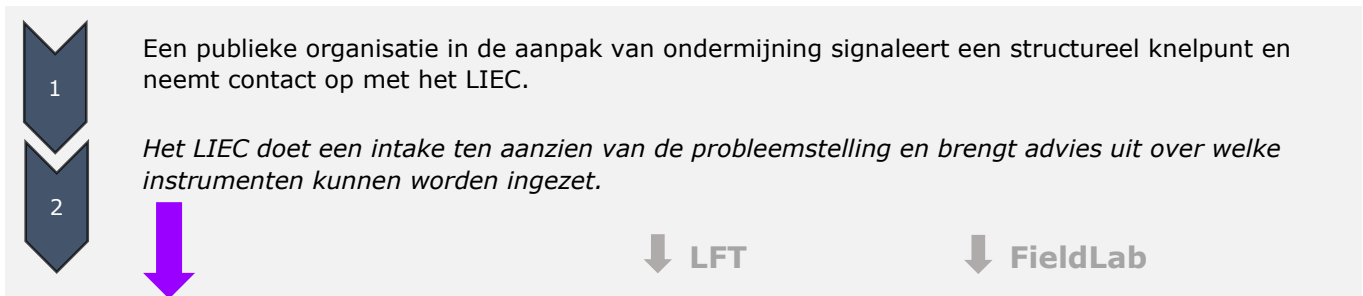 1
Een publieke organisatie in de aanpak van ondermijning signaleert een structureel knelpunt en
neemt contact op met het LIEC.
2
Het LIEC doet een intake ten aanzien van de probleemstelling en brengt advies uit over welke
instrumenten kunnen worden ingezet.
LFT
FieldLab